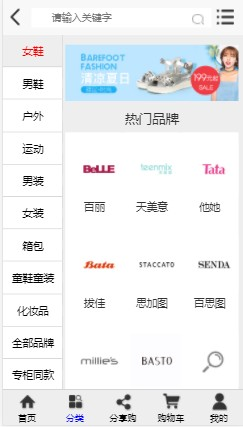 请输入关键字
女鞋
男鞋
户外
运动
男装
女装
箱包
童鞋童装
化妆品
全部品牌
专柜同款
BAREFOOT
FASHION
清凉夏日
199元起
SALE
热门品牌
BeLLE
teenmix
Tata
百丽
天美意
他她
Bata
STACCATO
SENDA
拔佳
思加图
百思图
millie's
BASTO
首页
分类
分享购
购物车
我的